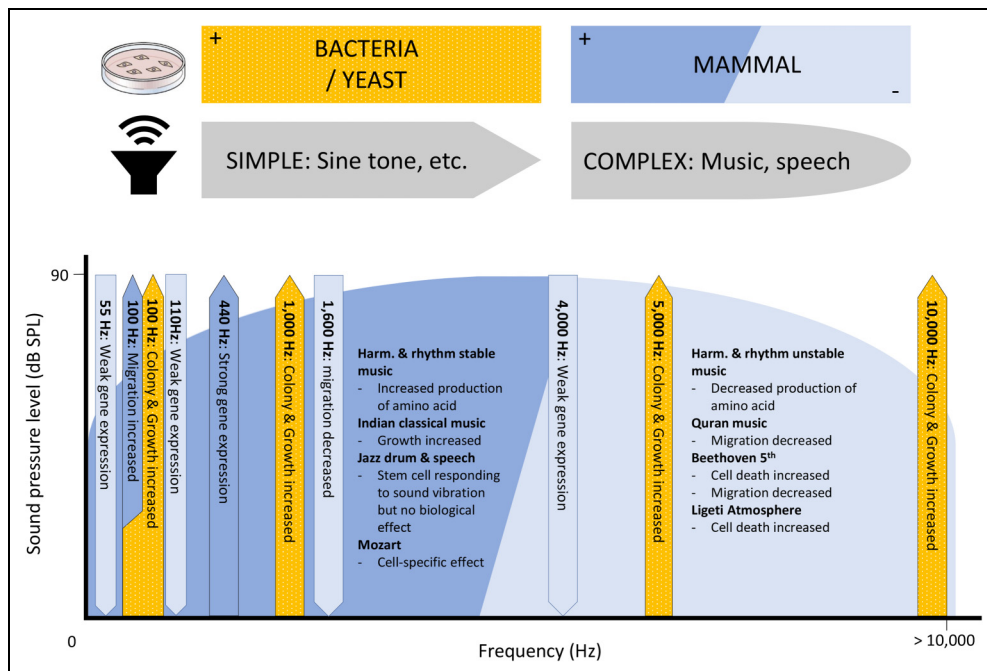 +
BACTERIA
/ YEAST
+
MAMMAL
-
SIMPLE: Sine tone, etc.
COMPLEX: Music, speech
Sound pressure level (dB SPL)
90
55 Hz: Weak gene expression
100 Hz: Migration increased
100 Hz: Colony & Growth increased
110Hz: Weak gene expression
440 Hz: Strong gene expression
1,000 Hz: Colony & Growth increased
1,600 Hz: migration decreased
Harm. & rhythm stable
music
- Increased production
of amino acid
Indian classical music
- Growth increased
Jazz drum & speech
- Stem cell responding
to sound vibration
but no biological
effect
Mozart
- Cell-specific effect
4,000 Hz: Weak gene expression
5,000 Hz: Colony & Growth increased
Harm. & rhythm unstable
music
- Decreased production of
amino acid
Quran music
- Migration decreased
Beethoven 5th
- Cell death increased
- Migration decreased
Ligeti Atmosphere
- Cell death increased
10,000 Hz: Colony & Growth increased
0
Frequency (Hz)
> 10,000